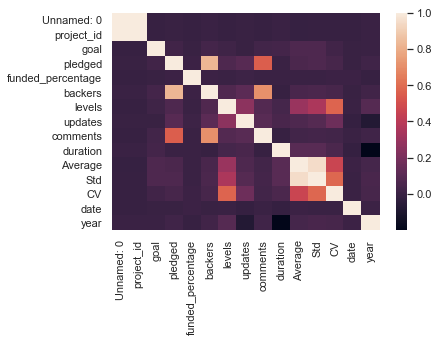 Unnamed: 0
project_id
goal
pledged
funded_percentage
backers
levels
updates
comments
duration
Average
Std
CV
date
year
Unnamed: 0
project_id
goal
pledged
funded_percentage
backers
levels
updates
comments
duration
Average
Std
CV
date
year
1.0
0.8
0.6
0.4
0.2
0.0